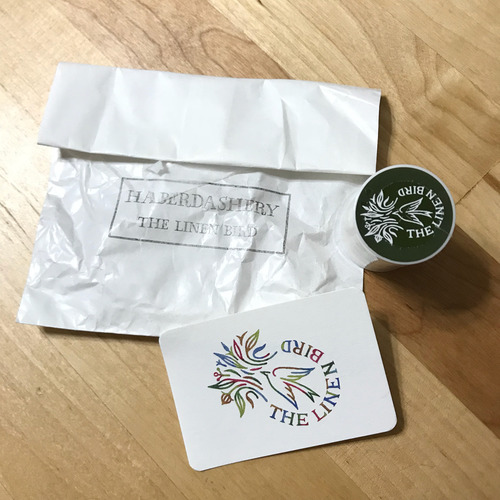 HABERDASHERY
THE LINEN BIRD
THE LINEN BIRD
THE LINEN BIRD